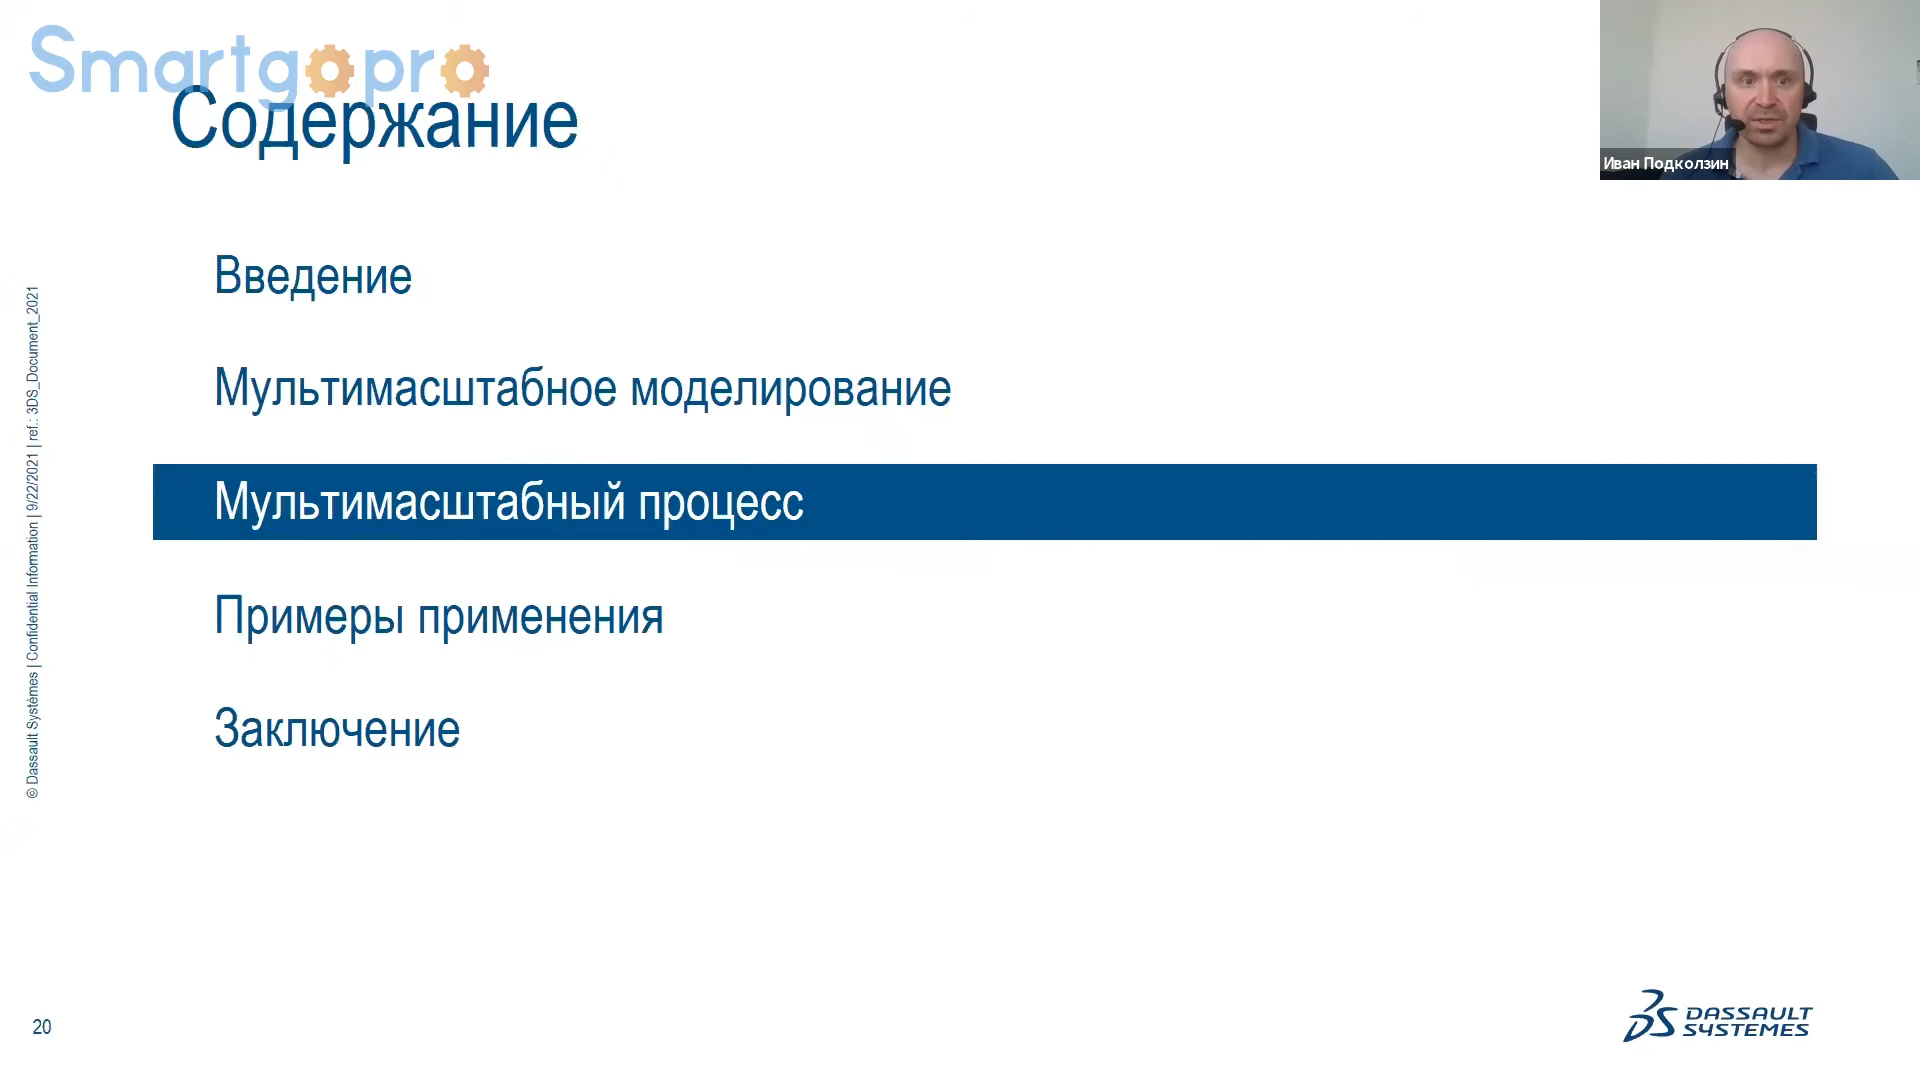 Smartgopro
Содержание
Иван Подколзин
Введение
Мультимасштабное моделирование
Мультимасштабный процесс
Примеры применения
Заключение
© Dassault Systèmes | Confidential Information | 9/22/2021 | ref.: 3DS_Document_2021
20
3DS DASSAULT
SYSTEMES